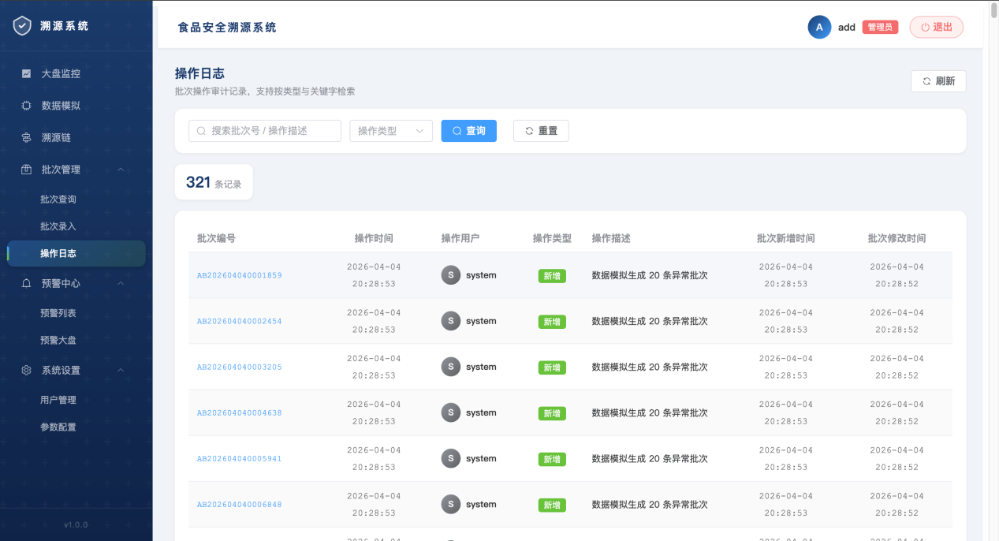 溯源系统
大盘监控
数据模拟
溯源链
批次管理
批次查询
批次录入
操作日志
预警中心
预警列表
预警大盘
系统设置
用户管理
参数配置
v1.0.0
食品安全溯源系统
A add 管理员 退出
操作日志
批次操作审计记录，支持按类型与关键字检索
刷新
搜索批次号 / 操作描述 操作类型 查询 重置
321 条记录
批次编号 操作时间 操作用户 操作类型 操作描述 批次新增时间 批次修改时间
AB202604040001859 2026-04-04 20:28:53 S system 新增 数据模拟生成 20 条异常批次 2026-04-04 20:28:53 2026-04-04 20:28:52
AB202604040002454 2026-04-04 20:28:53 S system 新增 数据模拟生成 20 条异常批次 2026-04-04 20:28:53 2026-04-04 20:28:52
AB202604040003205 2026-04-04 20:28:53 S system 新增 数据模拟生成 20 条异常批次 2026-04-04 20:28:53 2026-04-04 20:28:52
AB202604040004638 2026-04-04 20:28:53 S system 新增 数据模拟生成 20 条异常批次 2026-04-04 20:28:53 2026-04-04 20:28:52
AB202604040005941 2026-04-04 20:28:53 S system 新增 数据模拟生成 20 条异常批次 2026-04-04 20:28:53 2026-04-04 20:28:52
AB202604040006848 2026-04-04 20:28:53 S system 新增 数据模拟生成 20 条异常批次 2026-04-04 20:28:53 2026-04-04 20:28:52